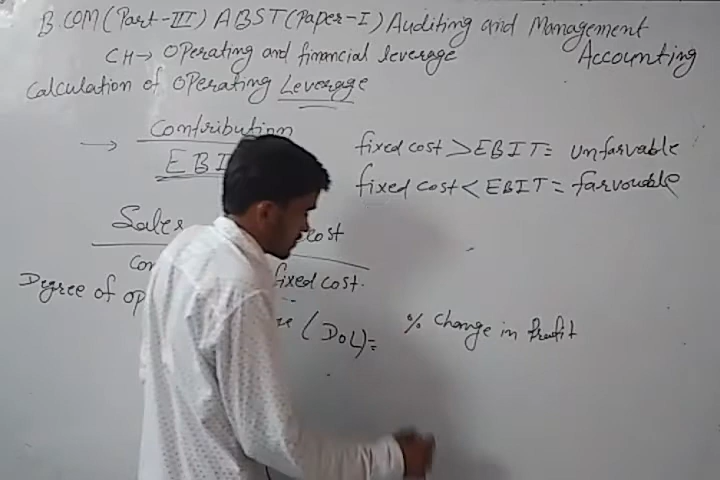 B.COM (Part-III) ABST (Paper-I) Auditing and Management Accounting
CH→ Operating and financial leverage
Calculation of Operating Leverage
→ Contribution
EBI
fixed cost > EBIT = unfarvable
fixed cost < EBIT = farvouable
Sales cost
con fixed cost.
Degree of op (DOL)=
% Change in Profit